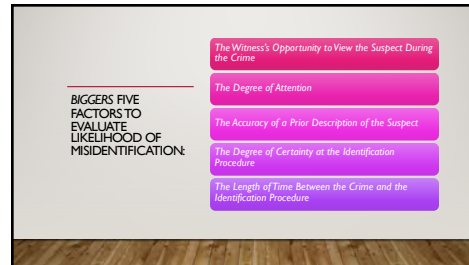 BIGGERS FIVE
FACTORS TO
EVALUATE
LIKELIHOOD OF
MISIDENTIFICATION:
The Witness's Opportunity to View the Suspect During
the Crime
The Degree of Attention
The Accuracy of a Prior Description of the Suspect
The Degree of Certainty at the Identification
Procedure
The Length of Time Between the Crime and the
Identification Procedure